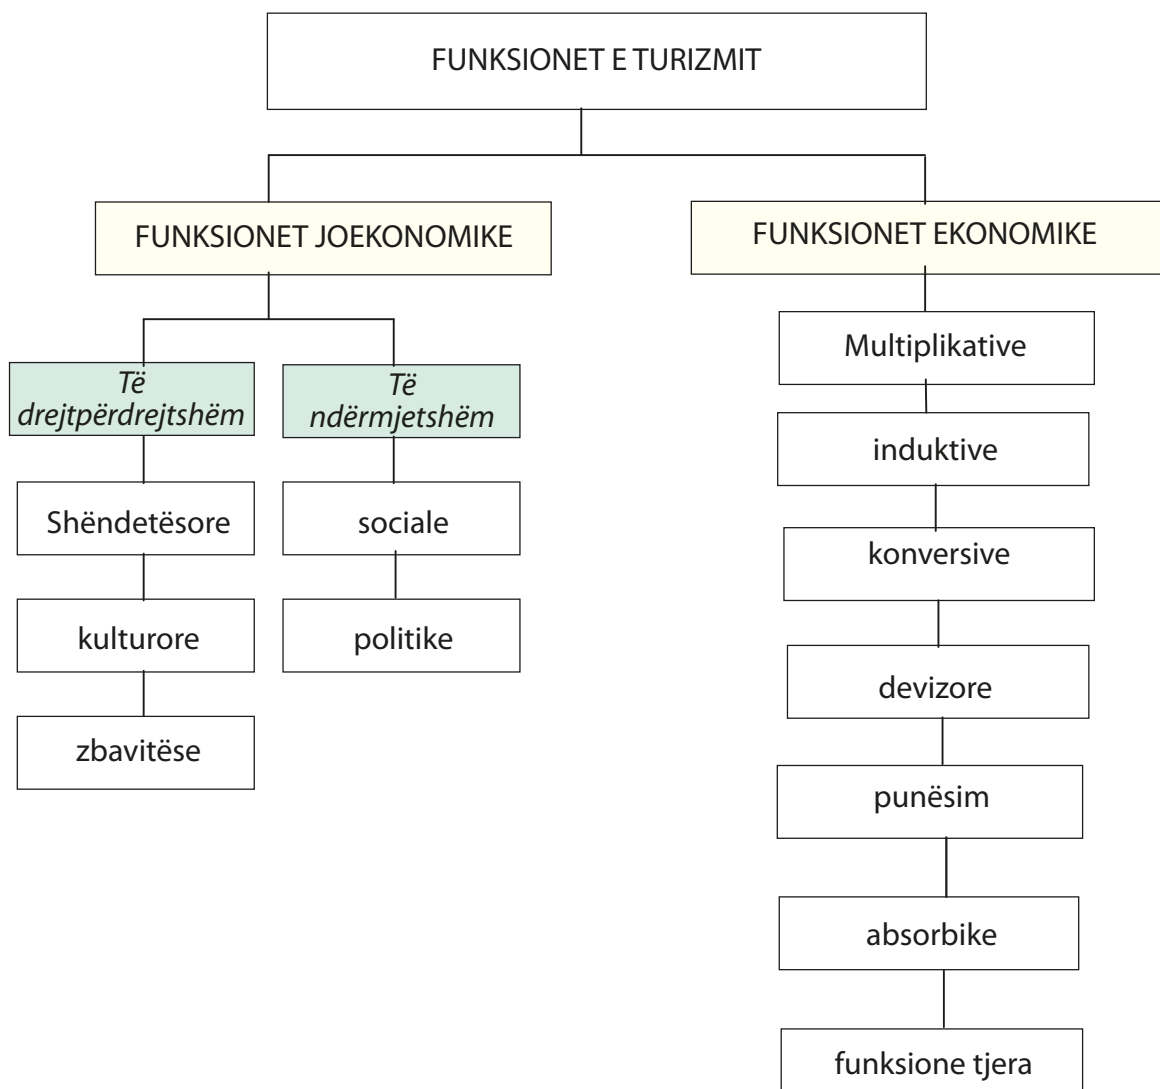 FUNKSIONET E TURIZMIT
FUNKSIONET JOEKONOMIKE
Të
drejtpërdrejtshëm
Shëndetësore
kulturore
zbavitëse
Të
ndërmjetshëm
sociale
politike
FUNKSIONET EKONOMIKE
Multiplikative
induktive
konversive
devizore
punësim
absorbike
funksione tjera